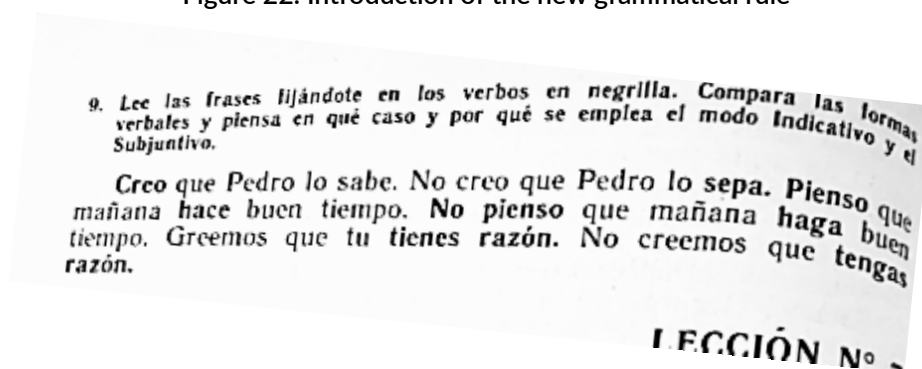 Figure 22. Introduction of the new grammatical rule
9. Lee las frases fijándote en los verbos en negrilla. Compara las formas
verbales y piensa en qué caso y por qué se emplea el modo Indicativo y el
Subjuntivo.
Creo que Pedro lo sabe. No creo que Pedro lo sepa. Pienso que
mañana hace buen tiempo. No pienso que mañana haga buen
tiempo. Greemos que tu tienes razón. No creemos que tengas
razón.
LECCIÓN Nº